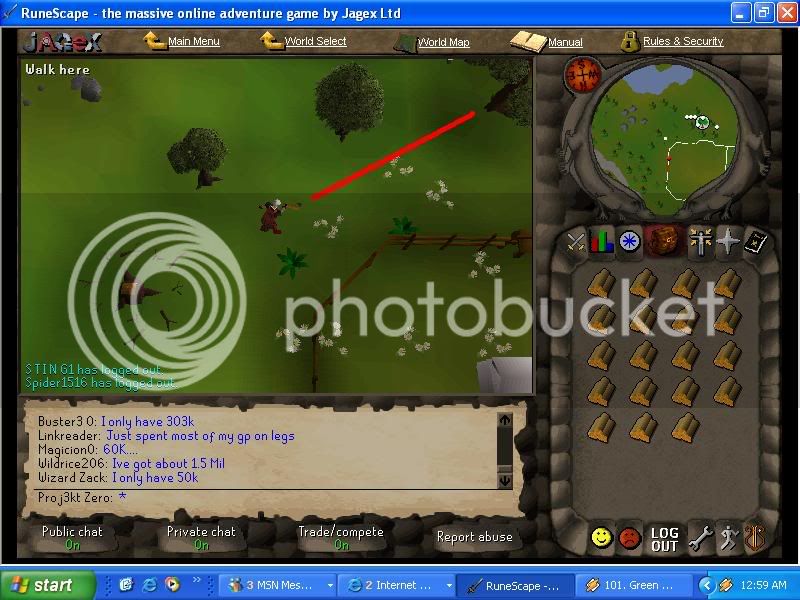 RuneScape - the massive online adventure game by Jagex Ltd
JAGEX
Main Menu
World Select
World Map
Manual
Rules & Security
Walk here
photobucket
STIN G1 has logged out.
Spider1516 has logged out.
Buster3 0: I only have 303k
Linkreader: Just spent most of my gp on legs
Magicion0: 60K....
Wildrice206: Ive got about 1.5 Mil
Wizard Zack: I only have 50k
Proj3kt Zero: *
Public chat
On
Private chat
On
Trade/compete
On
Report abuse
LOG
OUT
start
3 MSN Mes...
2 Internet ...
RuneScape -...
101. Green ...
12:59 AM